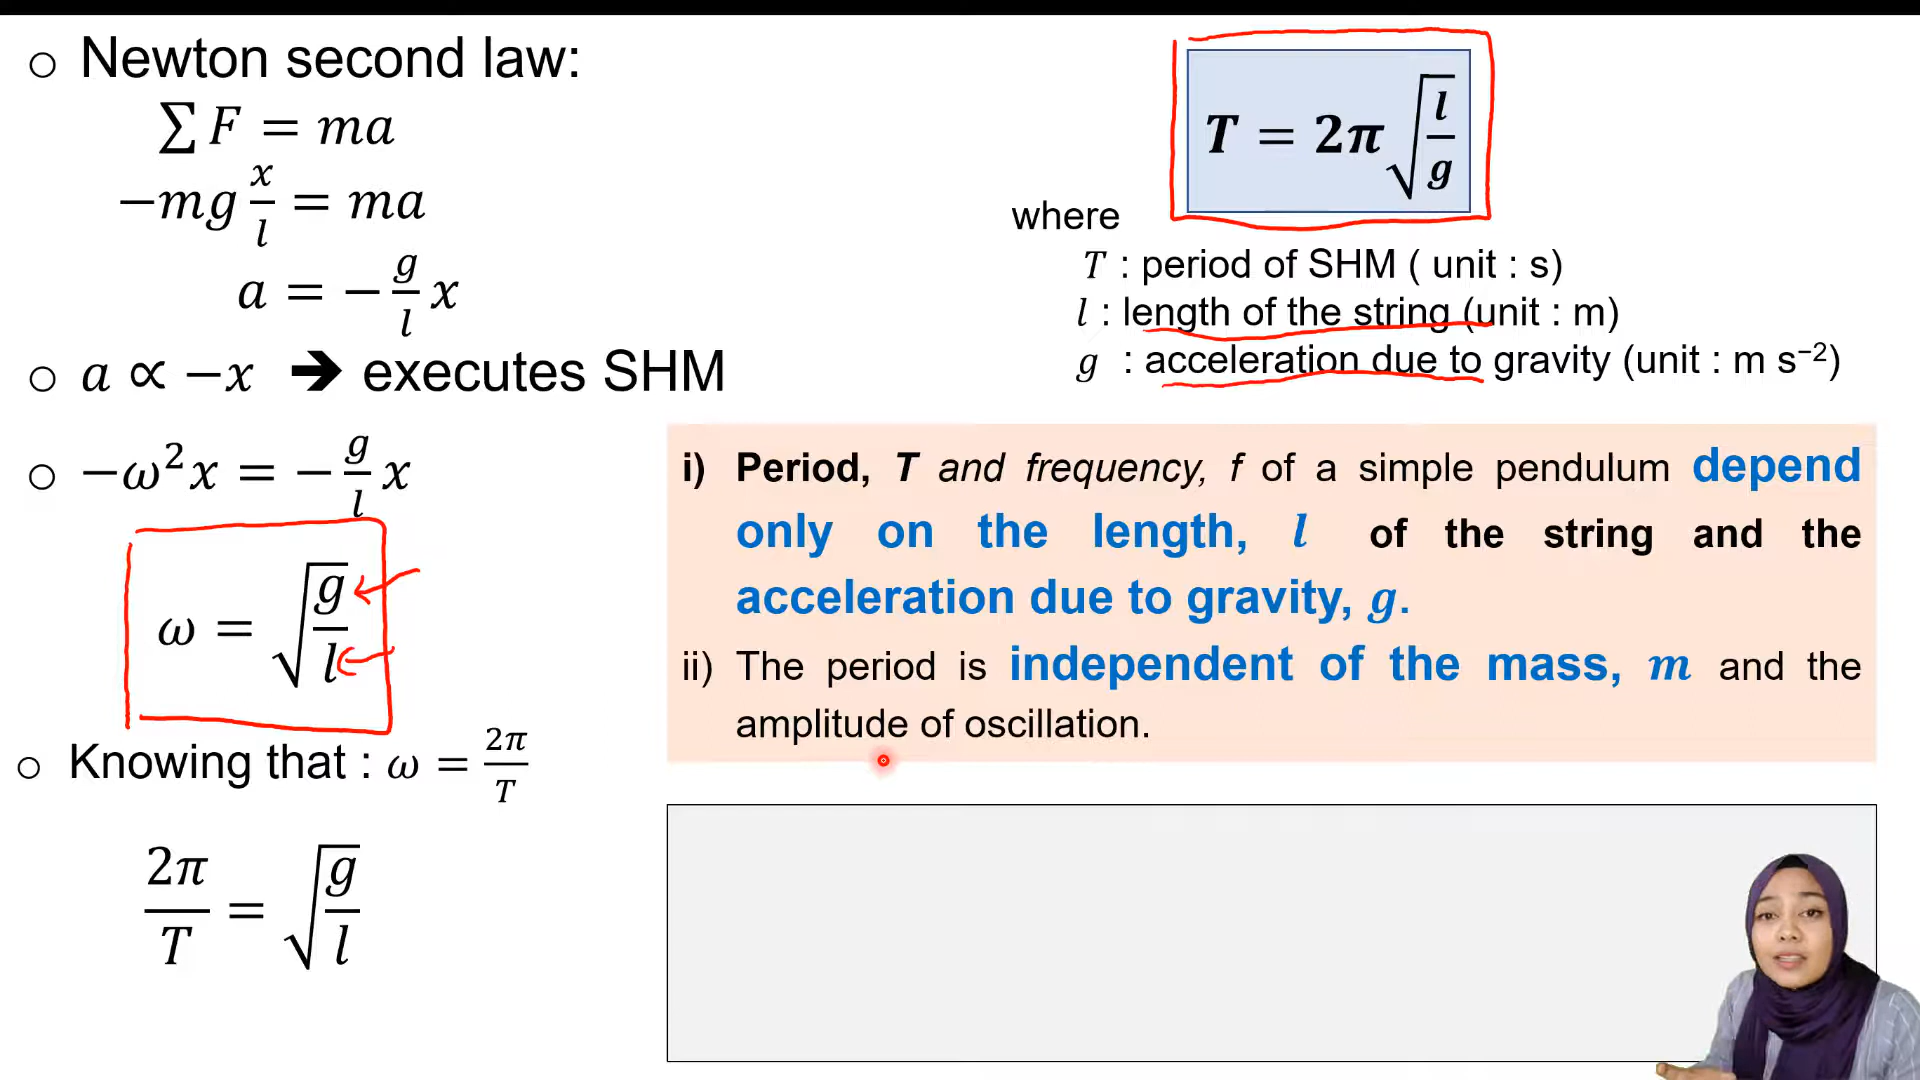 ○ Newton second law:
∑ F = ma
−mg x/l = ma
a = − g/l x
○ a ∝ −x ➔ executes SHM
○ −ω²x = − g/l x
ω = √(g/l)
○ Knowing that : ω = 2π/T
2π/T = √(g/l)
T = 2π√(l/g)
where
T : period of SHM ( unit : s)
l : length of the string (unit : m)
g : acceleration due to gravity (unit : m s⁻²)
i) Period, T and frequency, f of a simple pendulum depend
only on the length, l of the string and the
acceleration due to gravity, g.
ii) The period is independent of the mass, m and the
amplitude of oscillation.